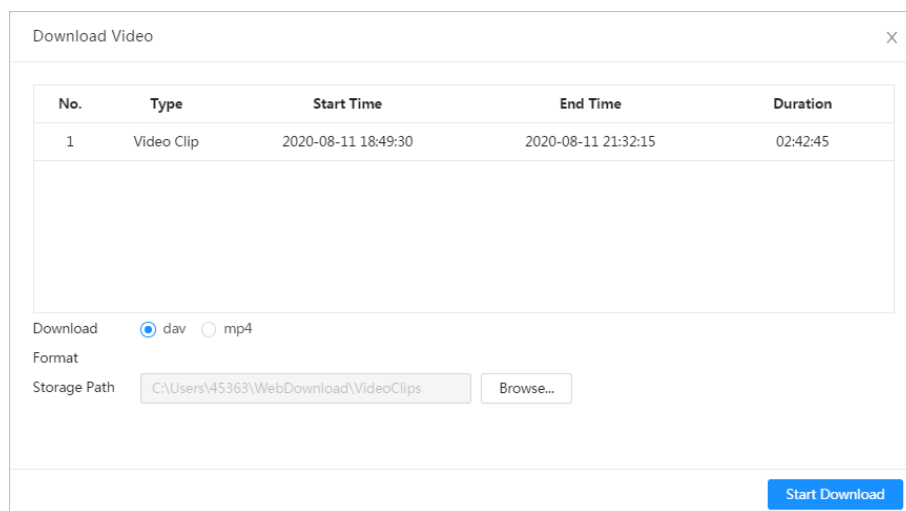 Download Video X
No. Type Start Time End Time Duration
1 Video Clip 2020-08-11 18:49:30 2020-08-11 21:32:15 02:42:45
Download dav mp4
Format
Storage Path C:\Users\45363\WebDownload\VideoClips Browse...
Start Download